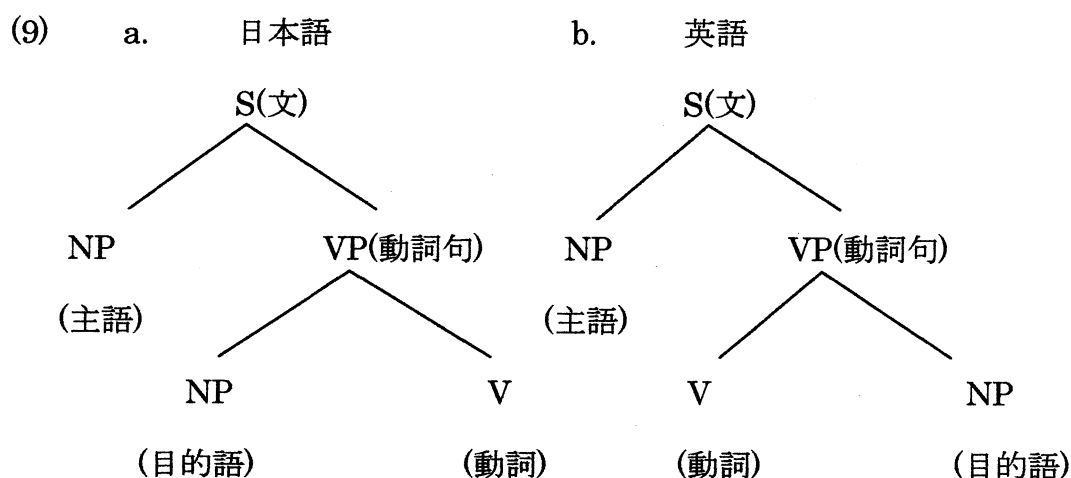 (9) a. 日本語 b. 英語
S(文) S(文)
NP VP(動詞句) NP VP(動詞句)
(主語) (主語)
NP V V NP
(目的語) (動詞) (動詞) (目的語)